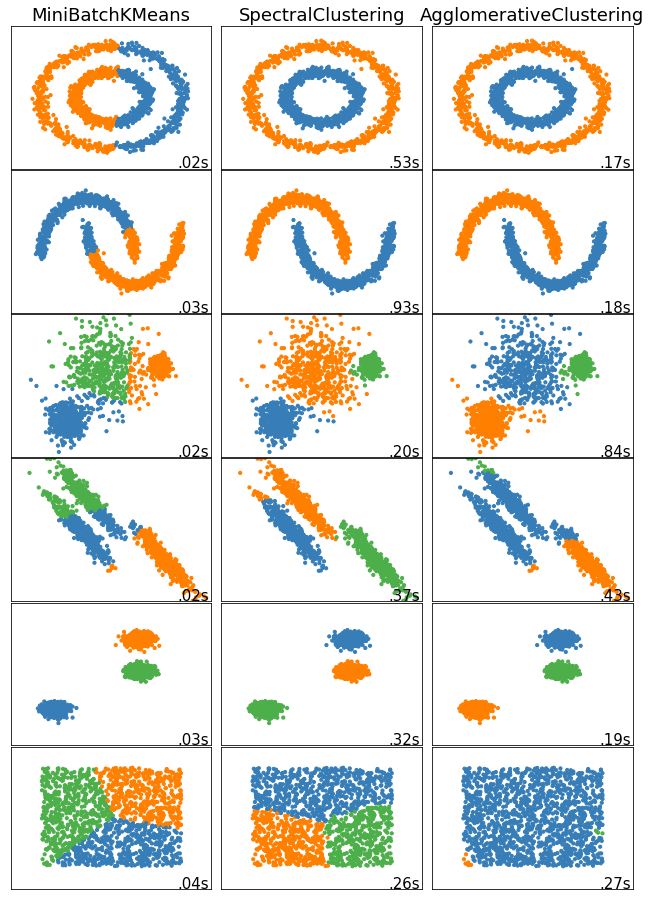 MiniBatchKMeans SpectralClustering AgglomerativeClustering
.02s .53s .17s
.03s .93s .18s
.02s .20s .84s
.02s .37s .43s
.03s .32s .19s
.04s .26s .27s